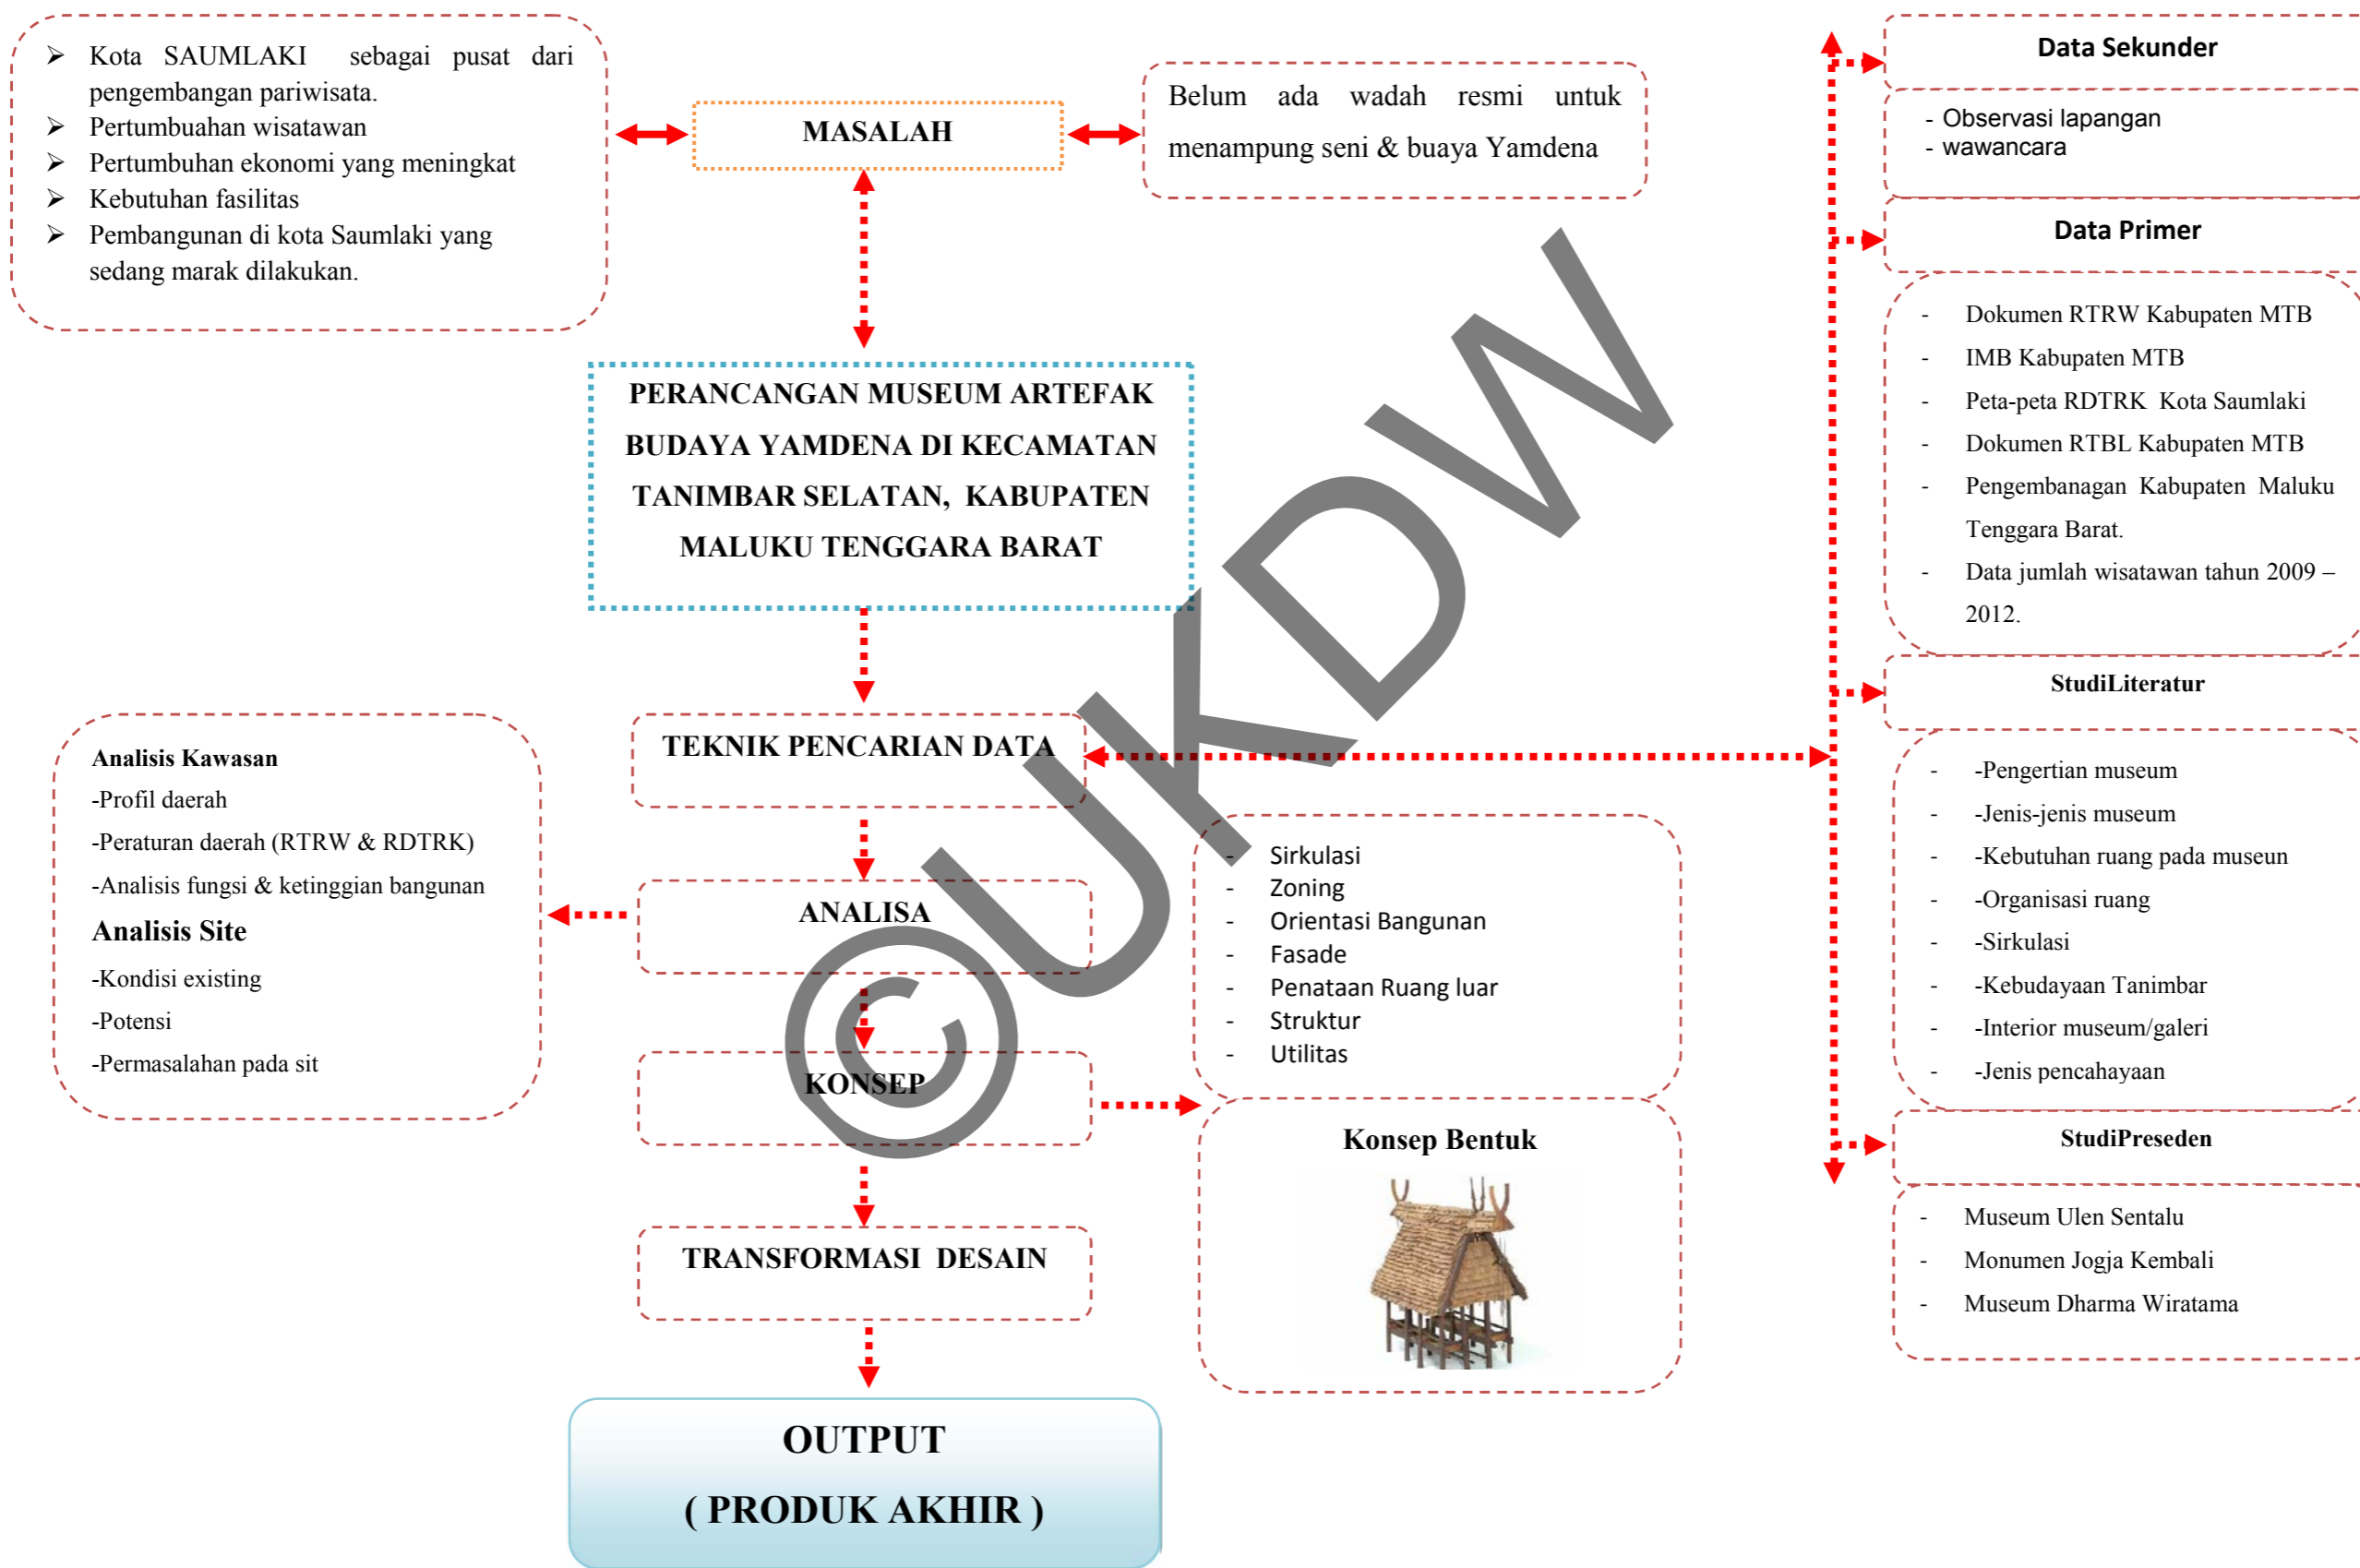 ➢ Kota SAUMLAKI sebagai pusat dari
pengembangan pariwisata.
➢ Pertumbuahan wisatawan
➢ Pertumbuhan ekonomi yang meningkat
➢ Kebutuhan fasilitas
➢ Pembangunan di kota Saumlaki yang
sedang marak dilakukan.
MASALAH
Belum ada wadah resmi untuk
menampung seni & buaya Yamdena
PERANCANGAN MUSEUM ARTEFAK
BUDAYA YAMDENA DI KECAMATAN
TANIMBAR SELATAN, KABUPATEN
MALUKU TENGGARA BARAT
TEKNIK PENCARIAN DATA
ANALISA
Analisis Kawasan
-Profil daerah
-Peraturan daerah (RTRW & RDTRK)
-Analisis fungsi & ketinggian bangunan
Analisis Site
-Kondisi existing
-Potensi
-Permasalahan pada sit
KONSEP
- Sirkulasi
- Zoning
- Orientasi Bangunan
- Fasade
- Penataan Ruang luar
- Struktur
- Utilitas
Konsep Bentuk
TRANSFORMASI DESAIN
OUTPUT
( PRODUK AKHIR )
Data Sekunder
- Observasi lapangan
- wawancara
Data Primer
- Dokumen RTRW Kabupaten MTB
- IMB Kabupaten MTB
- Peta-peta RDTRK Kota Saumlaki
- Dokumen RTBL Kabupaten MTB
- Pengembanagan Kabupaten Maluku
Tenggara Barat.
- Data jumlah wisatawan tahun 2009 –
2012.
StudiLiteratur
- -Pengertian museum
- -Jenis-jenis museum
- -Kebutuhan ruang pada museun
- -Organisasi ruang
- -Sirkulasi
- -Kebudayaan Tanimbar
- -Interior museum/galeri
- -Jenis pencahayaan
StudiPreseden
- Museum Ulen Sentalu
- Monumen Jogja Kembali
- Museum Dharma Wiratama
©UKDW